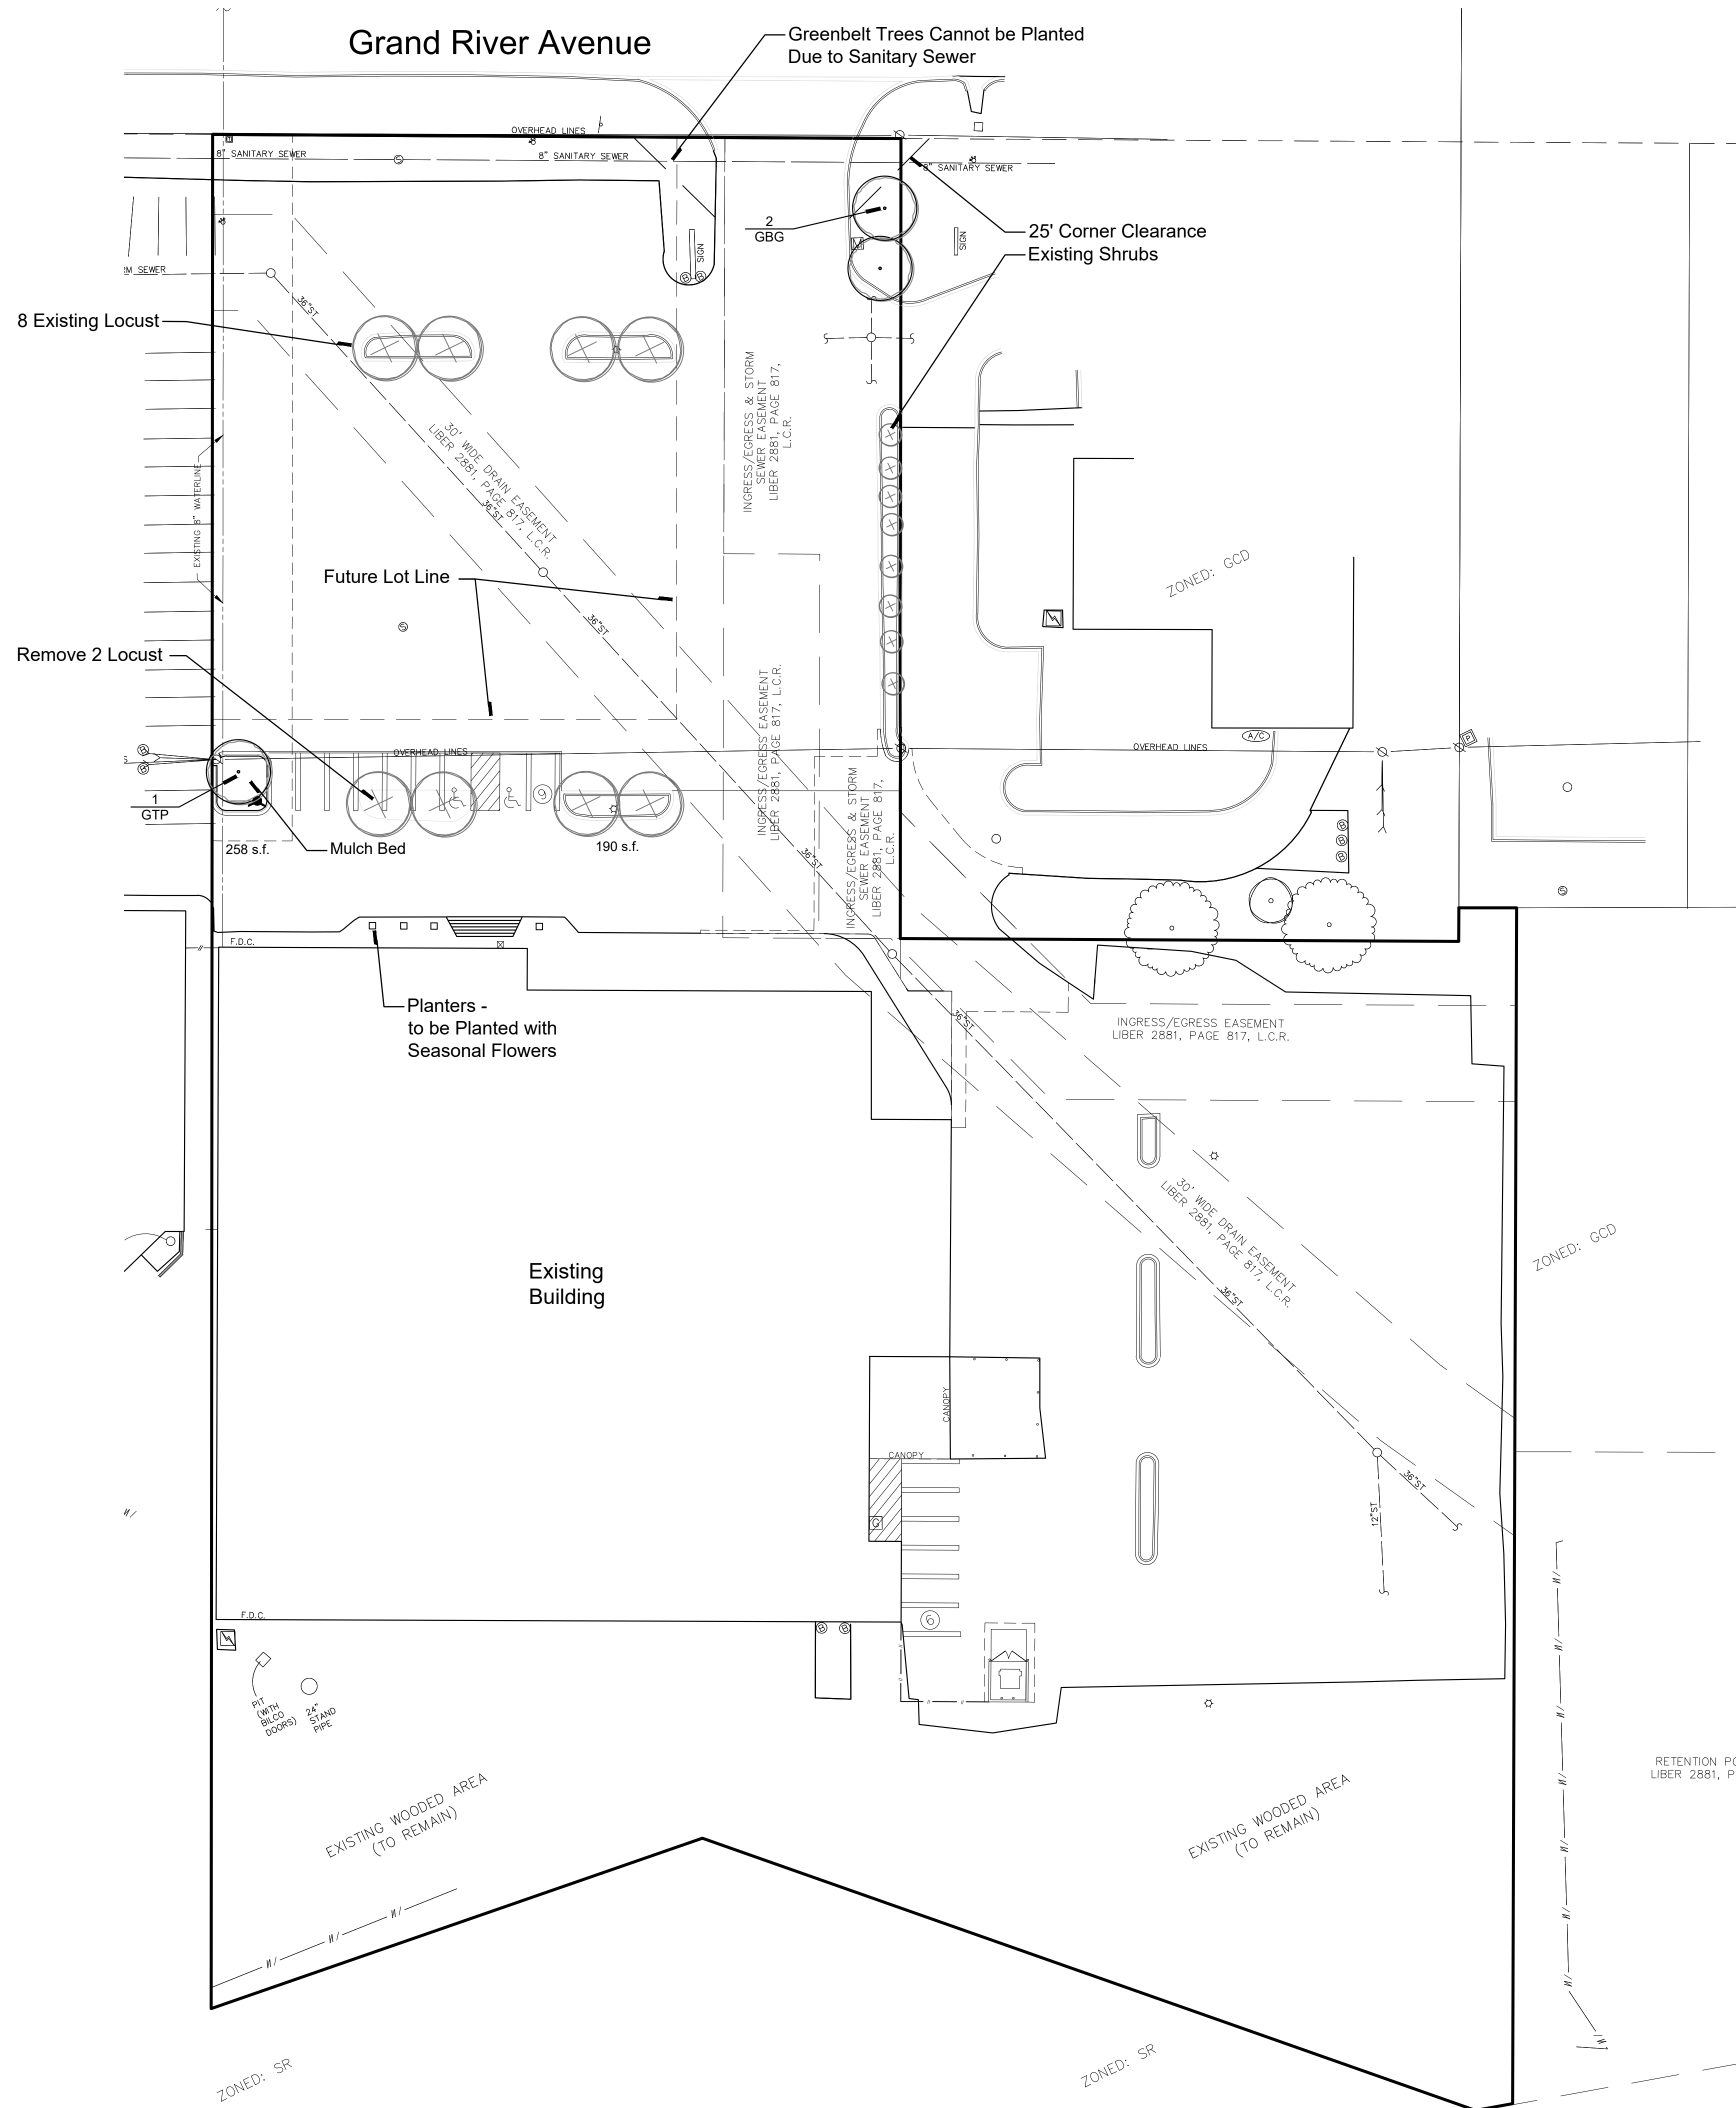 Grand River Avenue
Greenbelt Trees Cannot be Planted
Due to Sanitary Sewer
OVERHEAD LINES
8" SANITARY SEWER
8" SANITARY SEWER
8" SANITARY SEWER
2
GBG
SIGN
SIGN
25' Corner Clearance
Existing Shrubs
SEWER
36"ST
8 Existing Locust
INGRESS/EGRESS & STORM
SEWER EASEMENT
LIBER 2881, PAGE 817,
L.C.R.
30' WIDE DRAIN EASEMENT
LIBER 2881, PAGE 817, L.C.R.
36"ST
EXISTING 8" WATERLINE
ZONED: GCD
Future Lot Line
36"ST
Remove 2 Locust
INGRESS/EGRESS EASEMENT
LIBER 2881, PAGE 817, L.C.R.
OVERHEAD LINES
OVERHEAD LINES
A/C
P
9
1
GTP
258 s.f.
Mulch Bed
190 s.f.
36"ST
INGRESS/EGRESS & STORM
SEWER EASEMENT
LIBER 2881, PAGE 817,
L.C.R.
F.D.C.
Planters -
to be Planted with
Seasonal Flowers
36"ST
INGRESS/EGRESS EASEMENT
LIBER 2881, PAGE 817, L.C.R.
30' WIDE DRAIN EASEMENT
LIBER 2881, PAGE 817, L.C.R.
ZONED: GCD
Existing
Building
36"ST
CANOPY
CANOPY
G
36"ST
12"ST
F.D.C.
6
PIT
(WITH
BILCO
DOORS)
24"
STAND
PIPE
RETENTION
LIBER 2881,
EXISTING WOODED AREA
(TO REMAIN)
EXISTING WOODED AREA
(TO REMAIN)
ZONED: SR
ZONED: SR